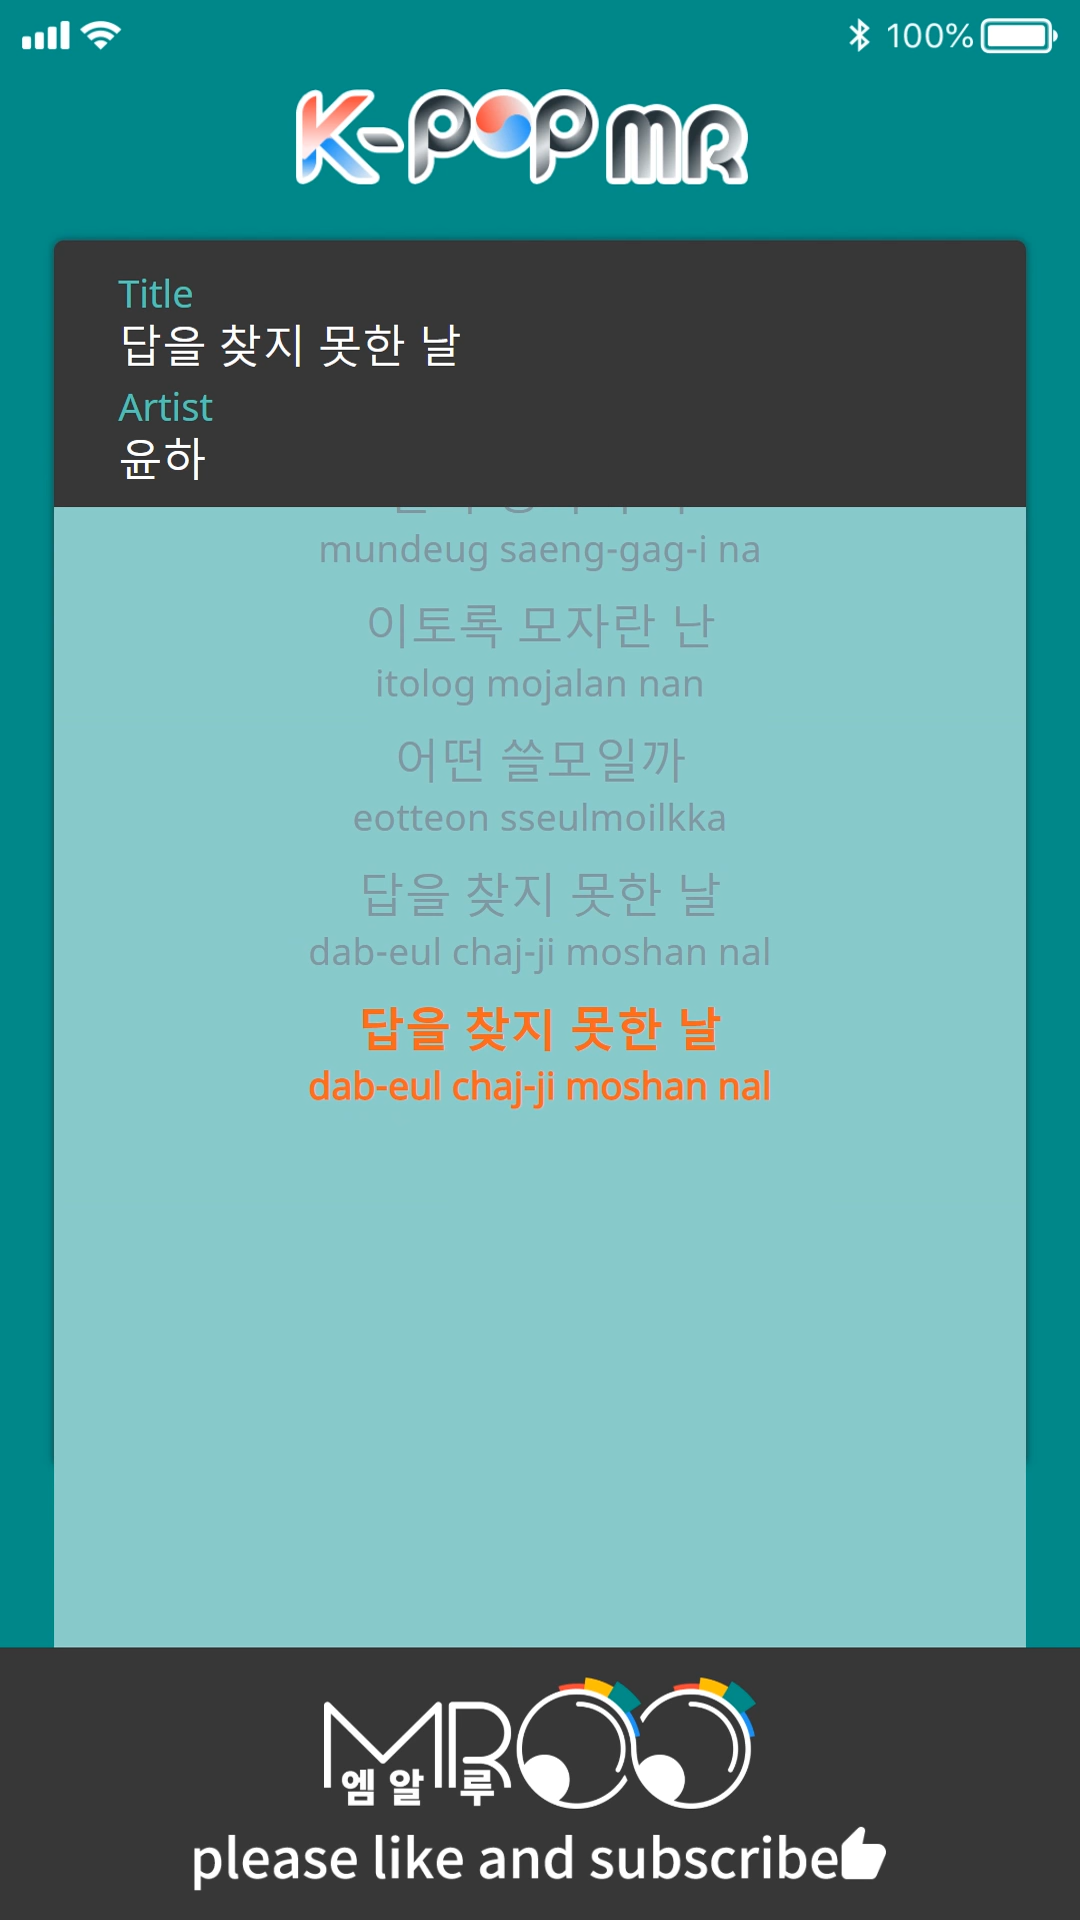 100%
K-POP MR
Title
답을 찾지 못한 날
Artist
윤하
mundeug saeng-gag-i na
이토록 모자란 난
itolog mojalan nan
어떤 쓸모일까
eotteon sseulmoilkka
답을 찾지 못한 날
dab-eul chaj-ji moshan nal
답을 찾지 못한 날
dab-eul chaj-ji moshan nal
MROO
엠알루
please like and subscribe